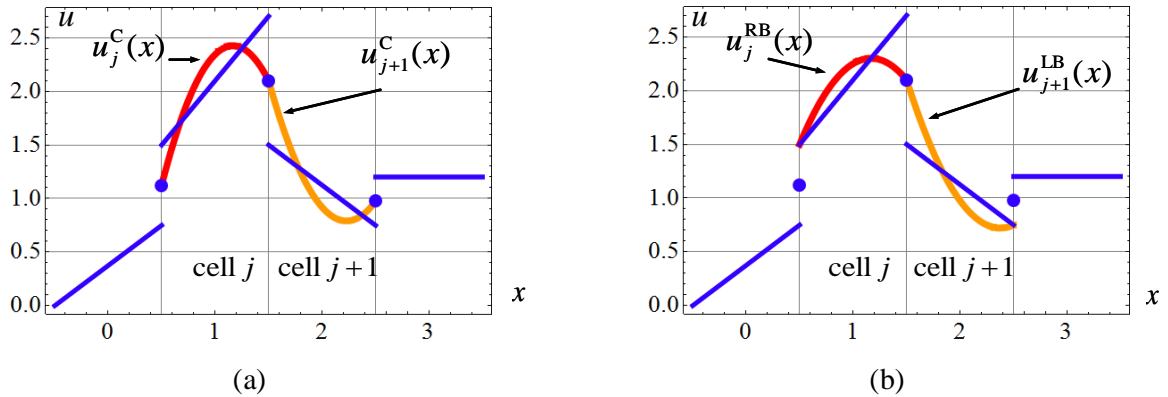 u
2.5
2.0
1.5
1.0
0.5
0.0
u_j^C(x)
u_{j+1}^C(x)
cell j
cell j+1
x
0 1 2 3
(a)
u
2.5
2.0
1.5
1.0
0.5
0.0
u_j^RB(x)
u_{j+1}^LB(x)
cell j
cell j+1
x
0 1 2 3
(b)